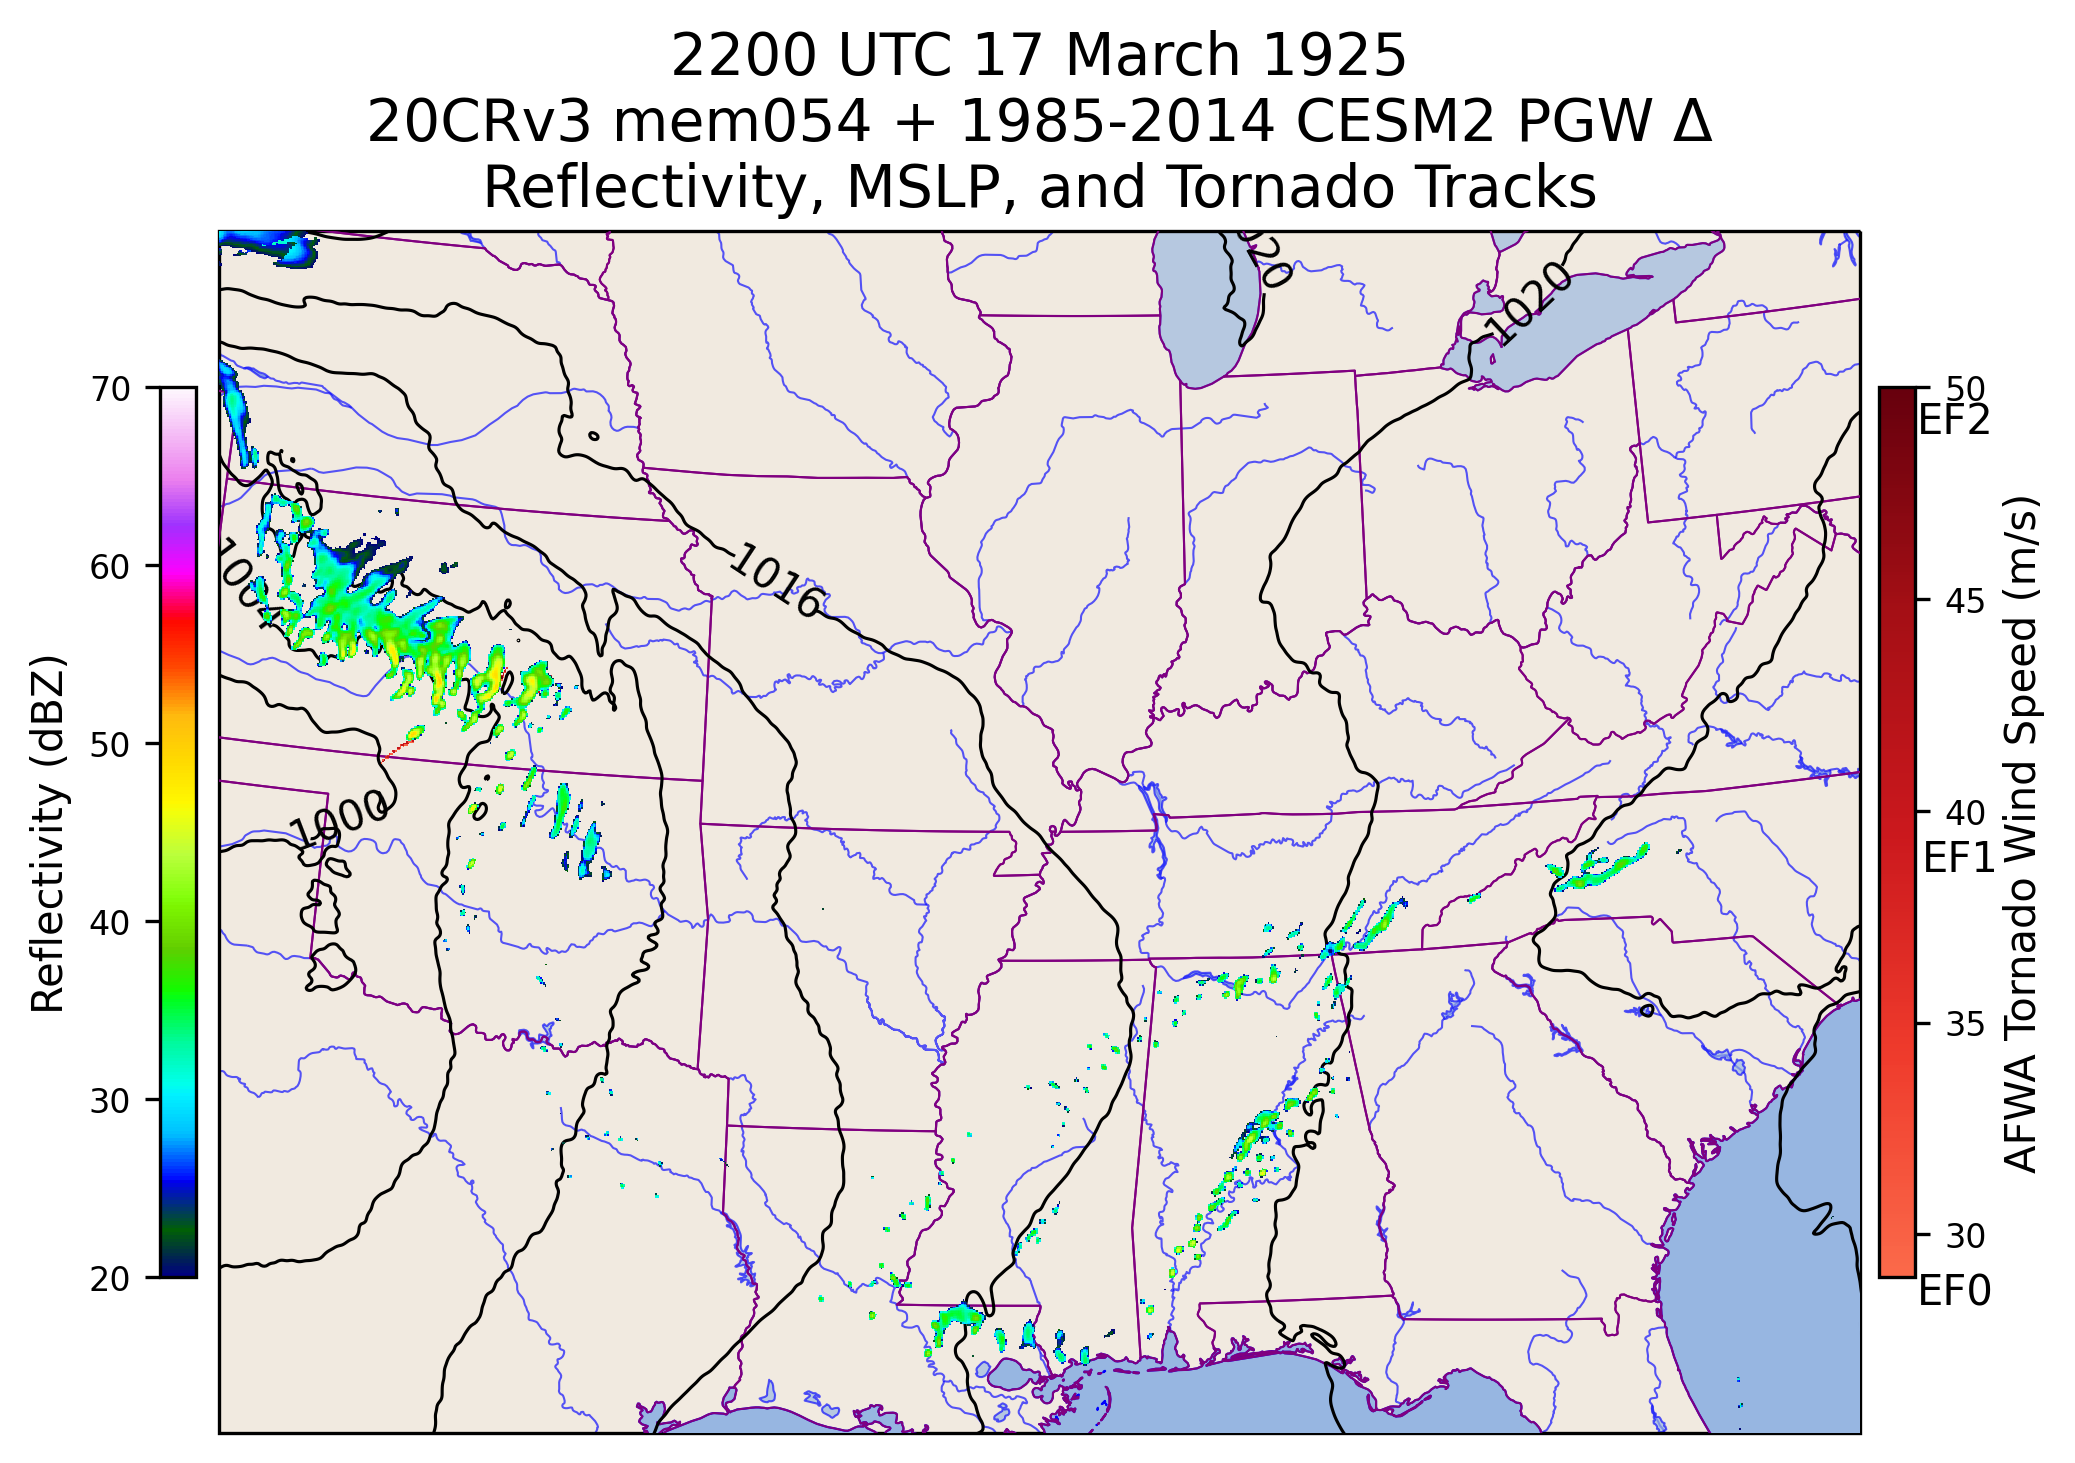 2200 UTC 17 March 1925
20CRv3 mem054 + 1985-2014 CESM2 PGW Δ
Reflectivity, MSLP, and Tornado Tracks
1020
1016
1000
70
60
50
40
30
20
Reflectivity (dBZ)
50
EF2
45
40
EF1
35
30
EF0
AFWA Tornado Wind Speed (m/s)